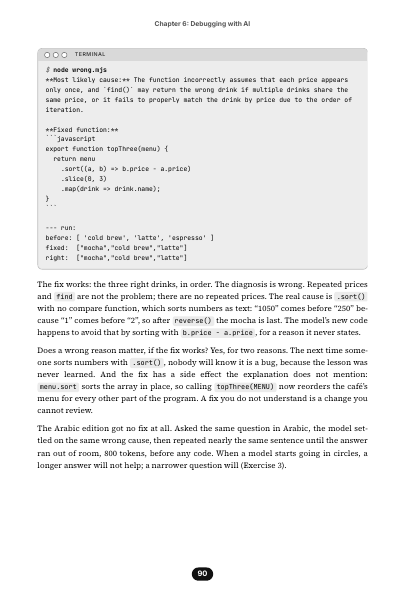 Chapter 6: Debugging with AI
TERMINAL
$ node wrong.mjs
**Most likely cause:** The function incorrectly assumes that each price appears
only once, and `find()` may return the wrong drink if multiple drinks share the
same price, or it fails to properly match the drink by price due to the order of
iteration.
**Fixed function:**
```javascript
export function topThree(menu) {
  return menu
    .sort((a, b) => b.price - a.price)
    .slice(0, 3)
    .map(drink => drink.name);
}
```
--- run:
before: [ 'cold brew', 'latte', 'espresso' ]
fixed:  ["mocha","cold brew","latte"]
right:  ["mocha","cold brew","latte"]
The fix works: the three right drinks, in order. The diagnosis is wrong. Repeated prices
and find are not the problem; there are no repeated prices. The real cause is .sort()
with no compare function, which sorts numbers as text: “1050” comes before “250” be-
cause “1” comes before “2”, so after reverse() the mocha is last. The model’s new code
happens to avoid that by sorting with b.price - a.price, for a reason it never states.
Does a wrong reason matter, if the fix works? Yes, for two reasons. The next time some-
one sorts numbers with .sort(), nobody will know it is a bug, because the lesson was
never learned. And the fix has a side effect the explanation does not mention:
menu.sort sorts the array in place, so calling topThree(MENU) now reorders the café’s
menu for every other part of the program. A fix you do not understand is a change you
cannot review.
The Arabic edition got no fix at all. Asked the same question in Arabic, the model set-
tled on the same wrong cause, then repeated nearly the same sentence until the answer
ran out of room, 800 tokens, before any code. When a model starts going in circles, a
longer answer will not help; a narrower question will (Exercise 3).
90